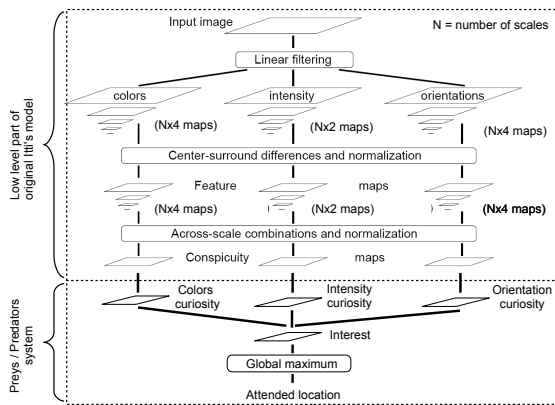 Input image
N = number of scales
Linear filtering
colors intensity orientations
(Nx4 maps) (Nx2 maps) (Nx4 maps)
Center-surround differences and normalization
Feature maps
(Nx4 maps) (Nx2 maps) (Nx4 maps)
Across-scale combinations and normalization
Conspicuity maps
Low level part of
original Itti's model
Colors
curiosity
Intensity
curiosity
Orientation
curiosity
Interest
Global maximum
Attended location
Preys / Predators
system